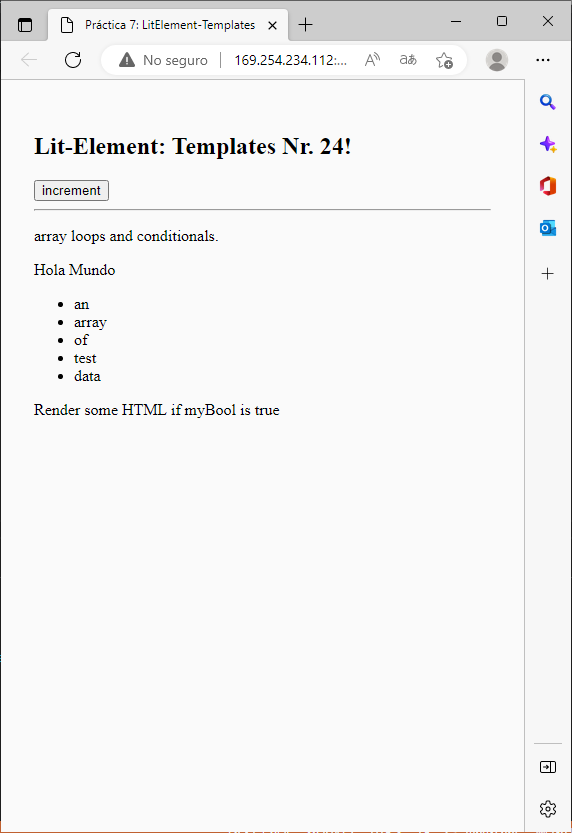 Práctica 7: LitElement-Templates
No seguro
169.254.234.112:...
Lit-Element: Templates Nr. 24!
increment
array loops and conditionals.
Hola Mundo
an
array
of
test
data
Render some HTML if myBool is true